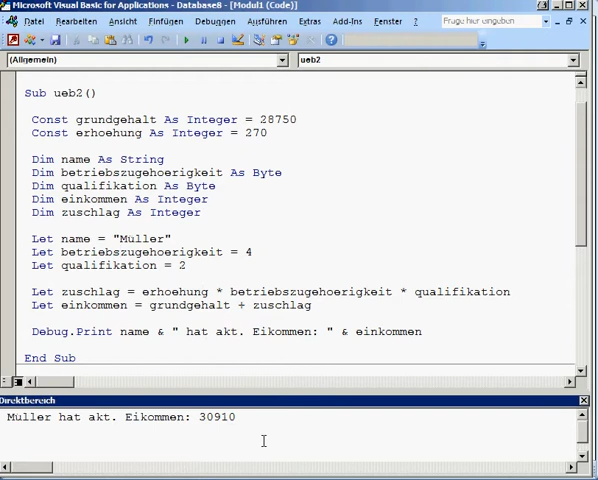 Microsoft Visual Basic for Applications - Database8 - [Modul1 (Code)]
Datei Bearbeiten Ansicht Einfügen Debuggen Ausführen Extras Add-Ins Fenster ? Frage hier eingeben
(Allgemein) ueb2
Sub ueb2()
Const grundgehalt As Integer = 28750
Const erhoehung As Integer = 270
Dim name As String
Dim betriebszugehoerigkeit As Byte
Dim qualifikation As Byte
Dim einkommen As Integer
Dim zuschlag As Integer
Let name = "Müller"
Let betriebszugehoerigkeit = 4
Let qualifikation = 2
Let zuschlag = erhoehung * betriebszugehoerigkeit * qualifikation
Let einkommen = grundgehalt + zuschlag
Debug.Print name & " hat akt. Eikommen: " & einkommen
End Sub
Direktbereich
Müller hat akt. Eikommen: 30910